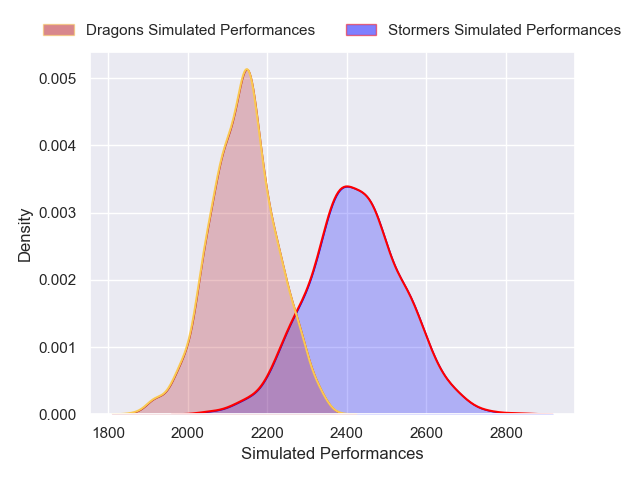 Dragons Simulated Performances
Stormers Simulated Performances
0.005
0.004
0.003
0.002
0.001
0.000
Density
1800 2000 2200 2400 2600 2800
Simulated Performances